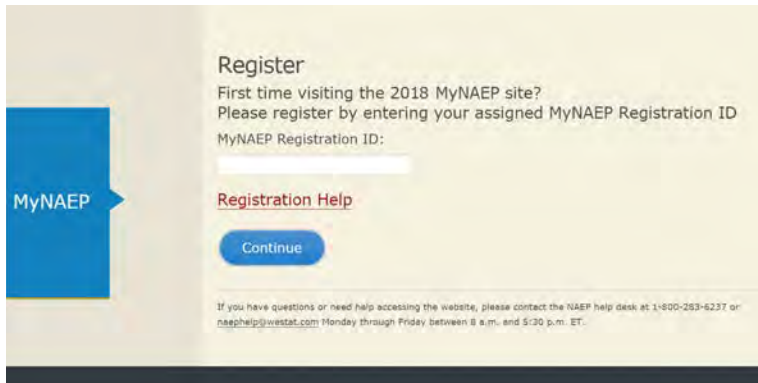 Register
First time visiting the 2018 MyNAEP site?
Please register by entering your assigned MyNAEP Registration ID
MyNAEP Registration ID:
MyNAEP
Registration Help
Continue
If you have questions or need help accessing the website, please contact the NAEP help desk at 1-800-283-6237 or
naephelp@westat.com Monday through Friday between 8 a.m. and 5:30 p.m. ET.